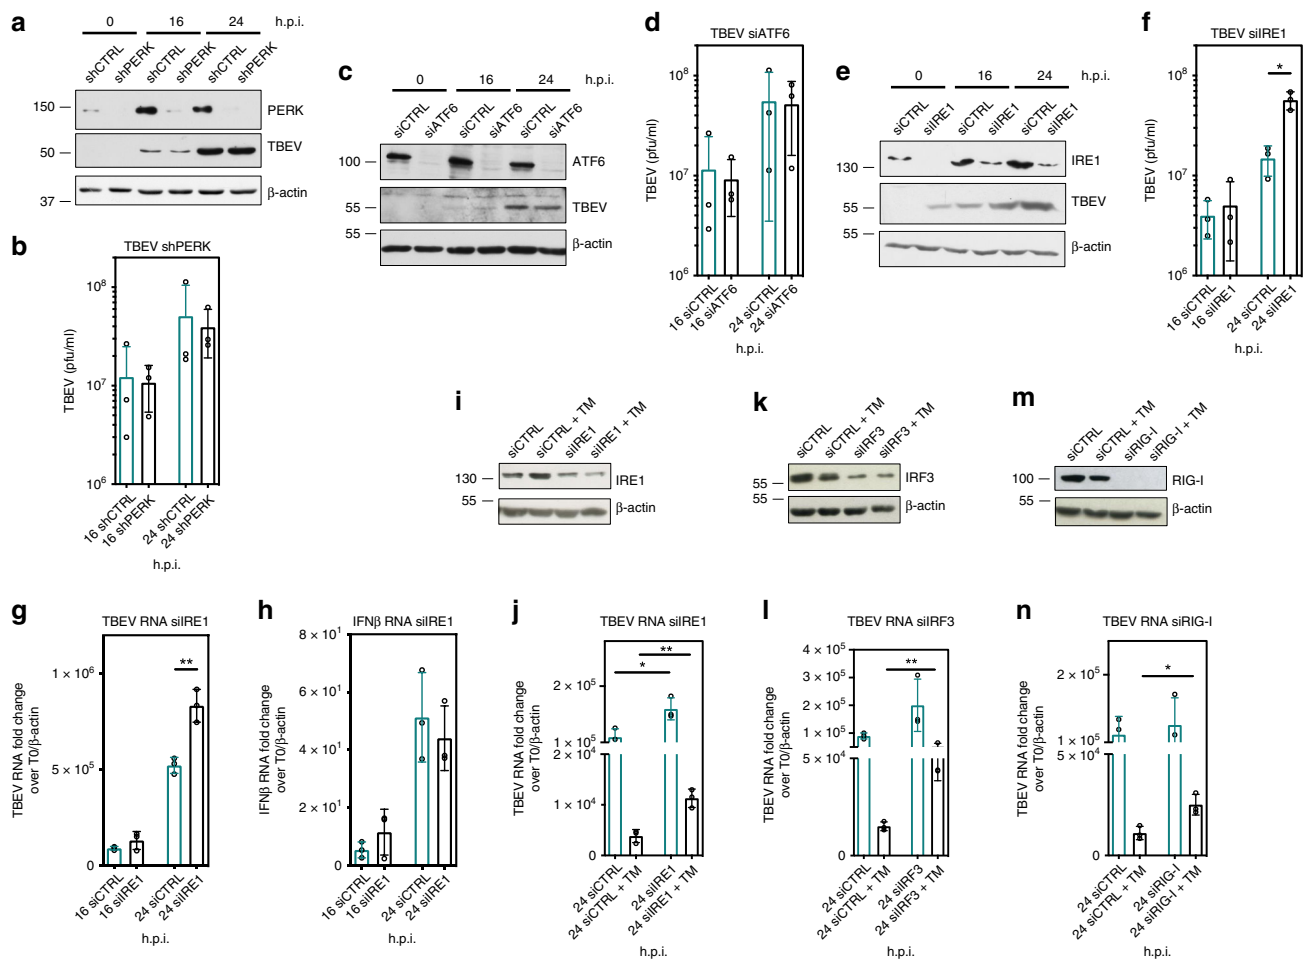 a
0 16 24 h.p.i.
shCTRL shPERK shCTRL shPERK shCTRL shPERK
150 PERK
50 TBEV
37 β-actin
b
TBEV shPERK
TBEV (pfu/ml)
10⁸
10⁷
10⁶
16 shCTRL 16 shPERK 24 shCTRL 24 shPERK
h.p.i.
c
0 16 24 h.p.i.
siCTRL siATF6 siCTRL siATF6 siCTRL siATF6
100 ATF6
55 TBEV
55 β-actin
d
TBEV siATF6
TBEV (pfu/ml)
10⁸
10⁷
10⁶
16 siCTRL 16 siATF6 24 siCTRL 24 siATF6
h.p.i.
e
0 16 24 h.p.i.
siCTRL siIRE1 siCTRL siIRE1 siCTRL siIRE1
130 IRE1
55 TBEV
55 β-actin
f
TBEV siIRE1
*
TBEV (pfu/ml)
10⁸
10⁷
10⁶
16 siCTRL 16 siIRE1 24 siCTRL 24 siIRE1
h.p.i.
i
siCTRL siCTRL + TM siIRE1 siIRE1 + TM
130 IRE1
55 β-actin
k
siCTRL siCTRL + TM siIRF3 siIRF3 + TM
55 IRF3
55 β-actin
m
siCTRL siCTRL + TM siRIG-I siRIG-I + TM
100 RIG-I
55 β-actin
g
TBEV RNA siIRE1
**
TBEV RNA fold change
over T0/β-actin
1 × 10⁶
5 × 10⁵
0
16 siCTRL 16 siIRE1 24 siCTRL 24 siIRE1
h.p.i.
h
IFNβ RNA siIRE1
IFNβ RNA fold change
over T0/β-actin
8 × 10¹
6 × 10¹
4 × 10¹
2 × 10¹
0
16 siCTRL 16 siIRE1 24 siCTRL 24 siIRE1
h.p.i.
j
TBEV RNA siIRE1
**
*
TBEV RNA fold change
over T0/β-actin
2 × 10⁵
1 × 10⁵
2 × 10⁴
1 × 10⁴
0
24 siCTRL 24 siCTRL + TM 24 siIRE1 24 siIRE1 + TM
h.p.i.
l
TBEV RNA siIRF3
**
TBEV RNA fold change
over T0/β-actin
4 × 10⁵
3 × 10⁵
2 × 10⁵
1 × 10⁵
5 × 10⁴
0
24 siCTRL 24 siCTRL + TM 24 siIRF3 24 siIRF3 + TM
h.p.i.
n
TBEV RNA siRIG-I
*
TBEV RNA fold change
over T0/β-actin
2 × 10⁵
1 × 10⁵
5 × 10⁴
0
24 siCTRL 24 siCTRL + TM 24 siRIG-I 24 siRIG-I + TM
h.p.i.